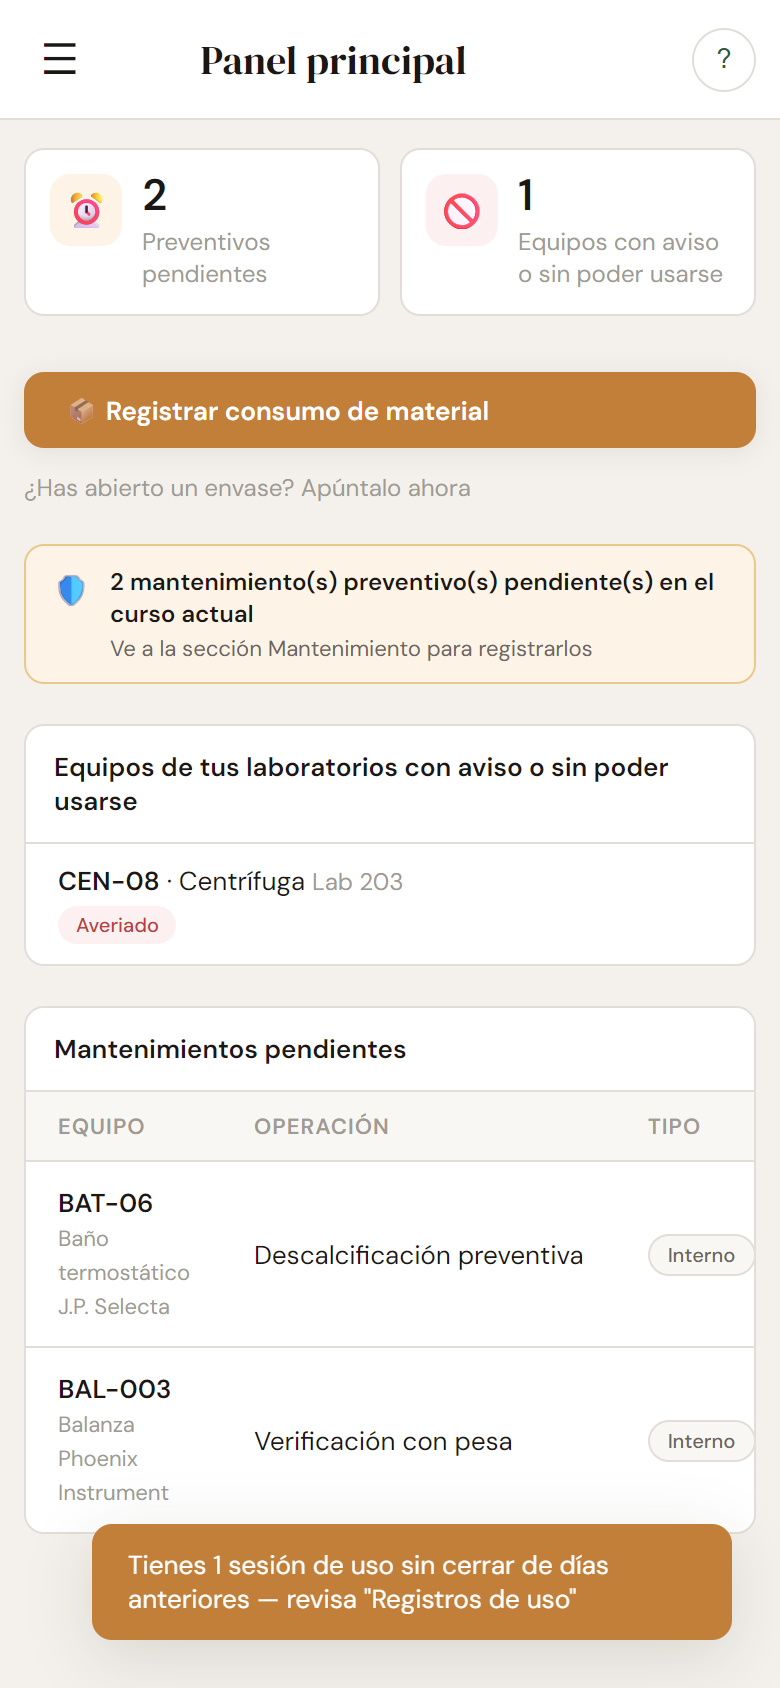 Panel principal
?
2
Preventivos
pendientes
1
Equipos con aviso
o sin poder usarse
Registrar consumo de material
¿Has abierto un envase? Apúntalo ahora
2 mantenimiento(s) preventivo(s) pendiente(s) en el
curso actual
Ve a la sección Mantenimiento para registrarlos
Equipos de tus laboratorios con aviso o sin poder
usarse
CEN-08 · Centrífuga Lab 203
Averiado
Mantenimientos pendientes
EQUIPO OPERACIÓN TIPO
BAT-06
Baño
termostático
J.P. Selecta
Descalcificación preventiva
Interno
BAL-003
Balanza
Phoenix
Instrument
Verificación con pesa
Interno
Tienes 1 sesión de uso sin cerrar de días
anteriores — revisa "Registros de uso"